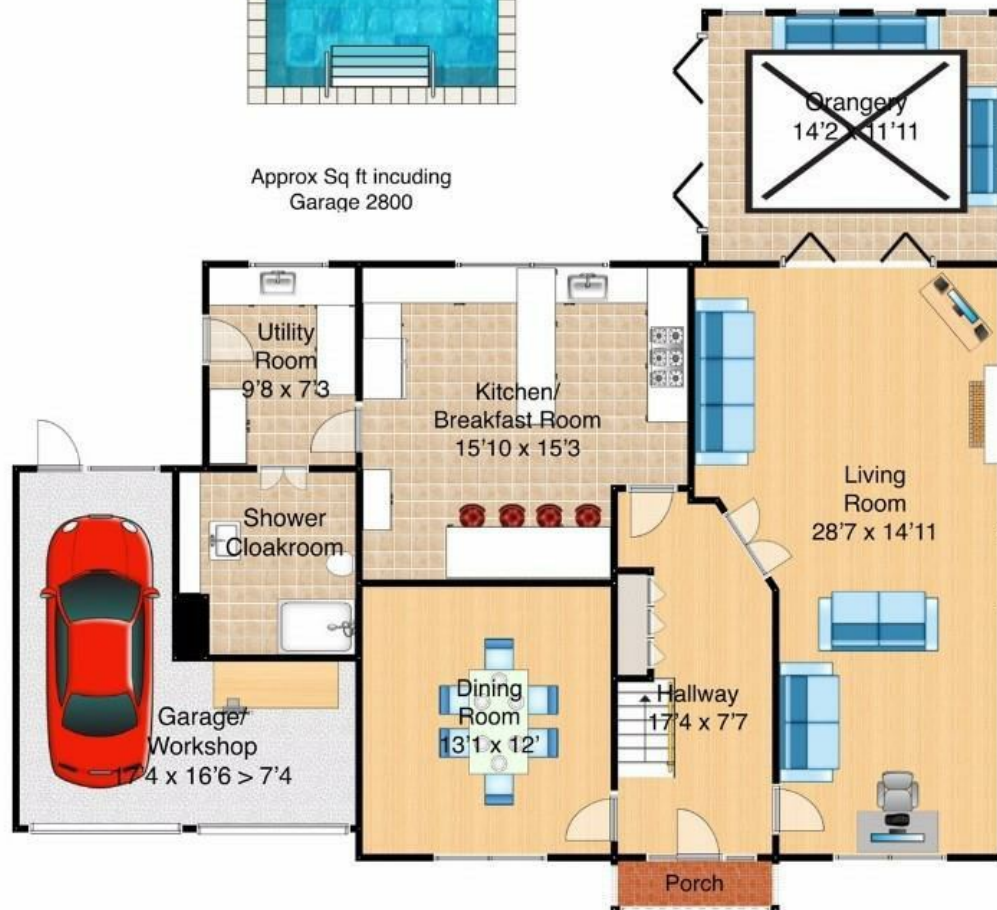 Orangery
14'2 x 11'11
Approx Sq ft incuding
Garage 2800
Utility
Room
9'8 x 7'3
Kitchen/
Breakfast Room
15'10 x 15'3
Living
Room
28'7 x 14'11
Shower
Cloakroom
Dining
Room
13'1 x 12'
Hallway
17'4 x 7'7
Garage/
Workshop
17'4 x 16'6 > 7'4
Porch